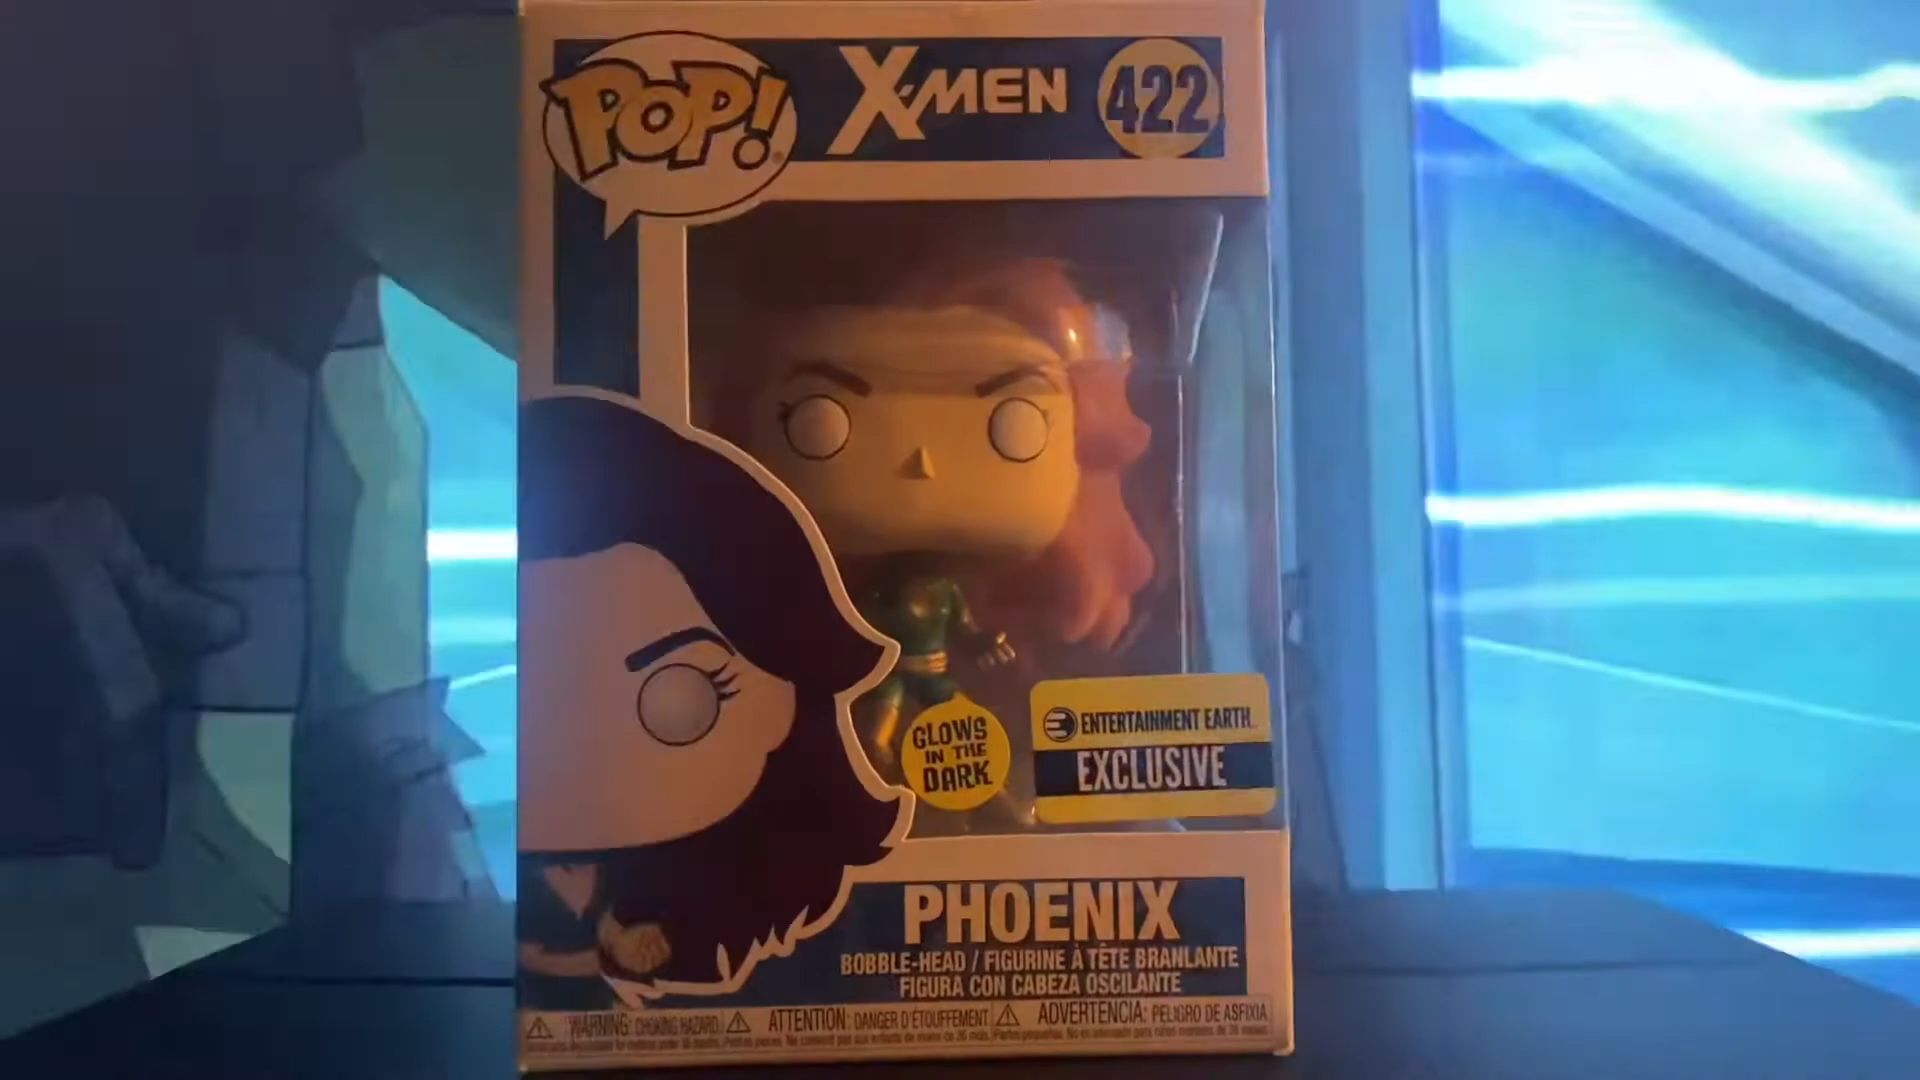 POP!
X-MEN
422
GLOWS
IN THE
DARK
ENTERTAINMENT EARTH
EXCLUSIVE
PHOENIX
BOBBLE-HEAD / FIGURINE À TÊTE BRANLANTE
FIGURA CON CABEZA OSCILANTE
WARNING: CHOKING HAZARD.
ATTENTION: DANGER D'ÉTOUFFEMENT
ADVERTENCIA: PELIGRO DE ASFIXIA